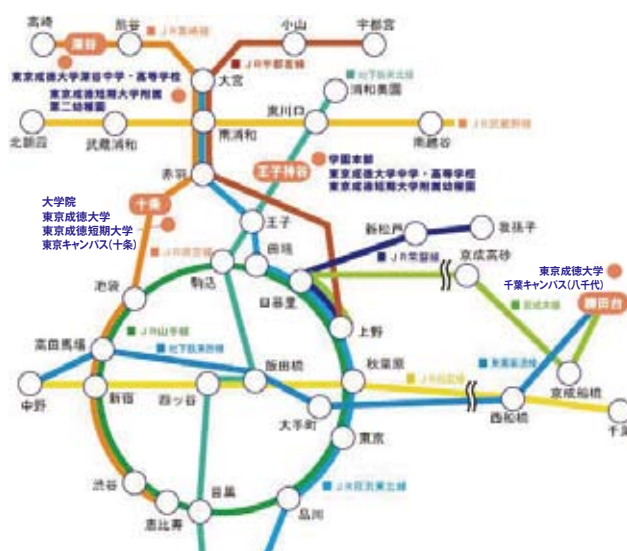 高崎
熊谷
小山
宇都宮
深谷
■ JR高崎線
■ JR宇都宮線
東京成徳大学深谷中学・高等学校
大宮
■ 地下鉄南北線
東京成徳短期大学附属
第二幼稚園
浦和美園
東川口
北朝霞
武蔵浦和
南浦和
南越谷
■ JR武蔵野線
学園本部
東京成徳大学中学・高等学校
東京成徳短期大学附属幼稚園
王子神谷
赤羽
大学院
東京成徳大学
東京成徳短期大学
東京キャンパス(十条)
十条
王子
新松戸
我孫子
田端
■ JR埼京線
■ JR常磐線
京成高砂
東京成徳大学
千葉キャンパス(八千代)
駒込
池袋
日暮里
■ 京成本線
勝田台
上野
高田馬場
■ JR山手線
■ 地下鉄東西線
飯田橋
秋葉原
■ 東葉高速線
中野
新宿
四ッ谷
■ JR総武線
京成船橋
大手町
西船橋
千葉
東京
渋谷
目黒
■ JR京浜東北線
恵比寿
品川